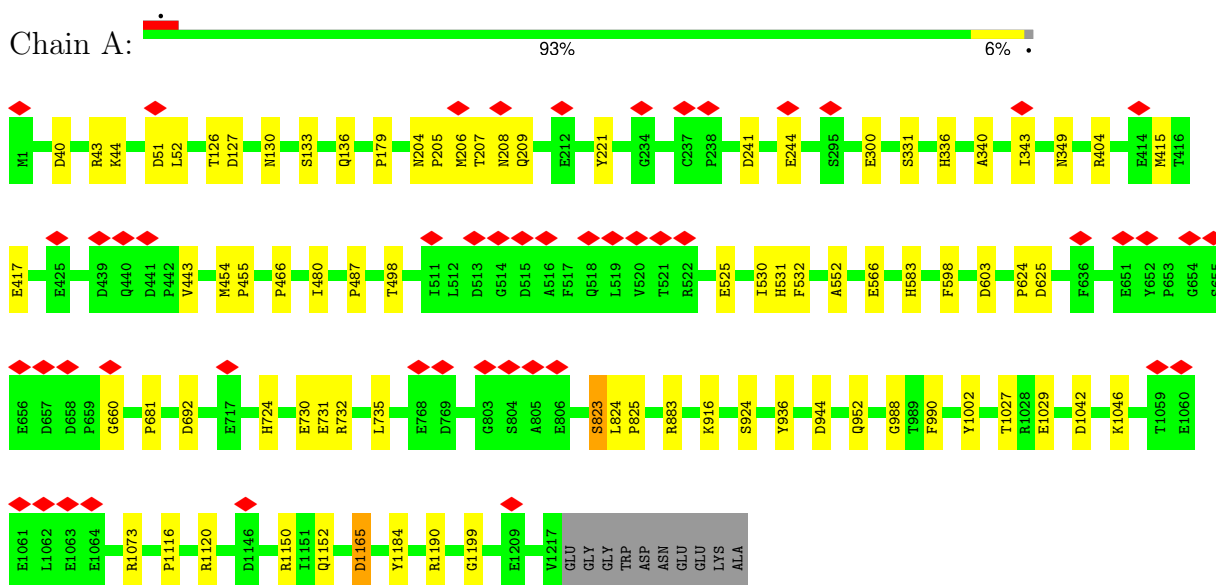 Chain A:
93% 6%
M1 D40 R43 K44 D51 L52 T126 D127 N130 S133 Q136 P179 N204 P205 M206 T207 N208 Q209 E212 Y221 G234 C237 P238 D241 E244 S295 E300 S331 H336 A340 I343 N349 R404 E414 M415 T416
E417 E425 D439 Q440 D441 P442 V443 M454 P455 P466 I480 P487 T498 I511 L512 D513 G514 D515 A516 F517 Q518 L519 V520 T521 R522 E525 I530 H531 F532 A552 E566 H583 F598 D603 P624 D625 F636 E651 Y652 P653 G654 S655
E656 D657 D658 P659 G660 P681 D692 E717 H724 E730 E731 R732 L735 E768 D769 G803 S804 A805 E806 S823 L824 P825 R883 K916 S924 Y936 D944 Q952 G988 T989 F990 Y1002 T1027 R1028 E1029 D1042 K1046 T1059 E1060
E1061 L1062 E1063 E1064 R1073 P1116 R1120 D1146 R1150 I1151 Q1152 D1165 Y1184 R1190 G1199 E1209 V1217 GLU GLY GLY TRP ASP ASN GLU GLU LYS ALA